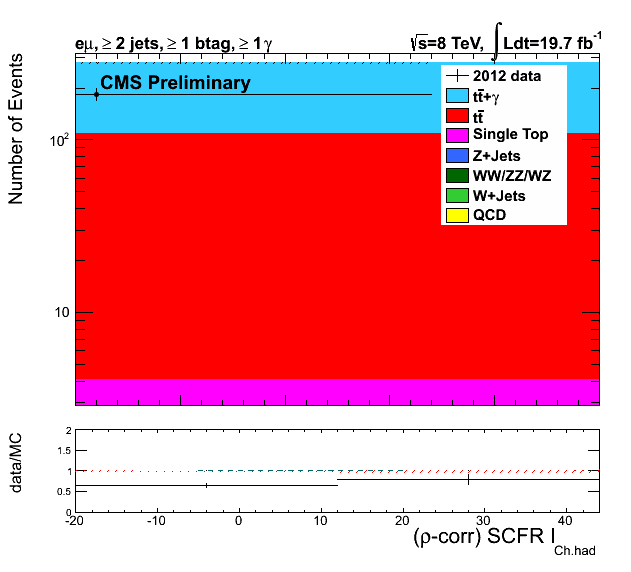 eμ, ≥ 2 jets, ≥ 1 btag, ≥ 1 γ
√s=8 TeV, ∫ Ldt=19.7 fb⁻¹
CMS Preliminary
2012 data
tt̄+γ
tt̄
Single Top
Z+Jets
WW/ZZ/WZ
W+Jets
QCD
Number of Events
10²
10
data/MC
2
1.5
1
0.5
0
-20 -10 0 10 20 30 40
(ρ-corr) SCFR I_Ch.had